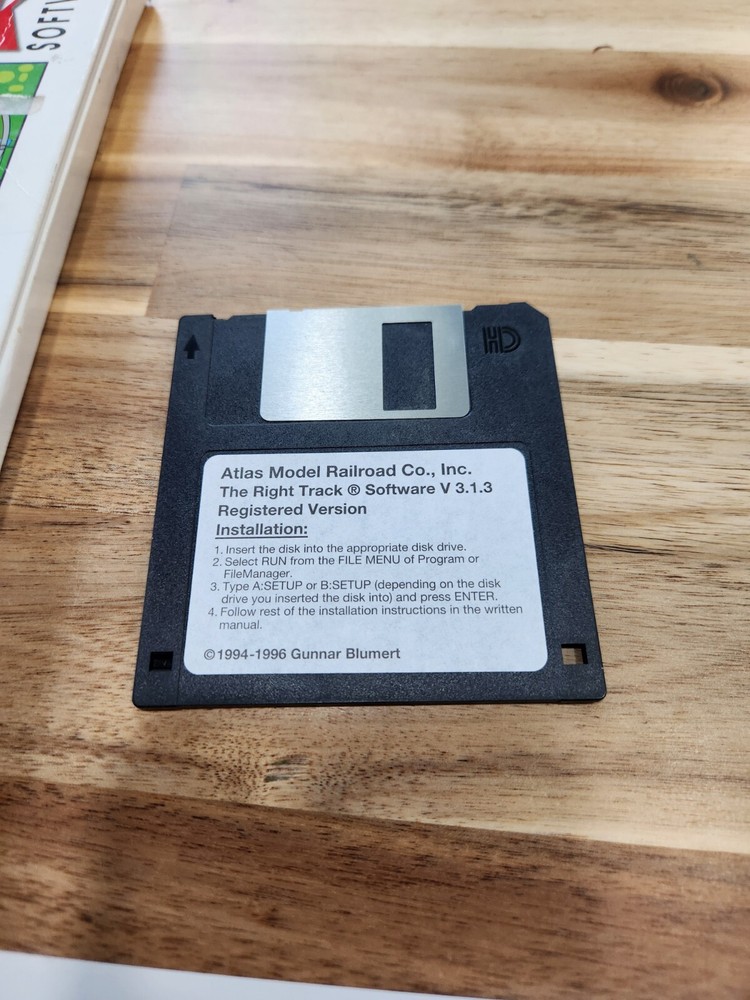 SOFTW
HD
Atlas Model Railroad Co., Inc.
The Right Track ® Software V 3.1.3
Registered Version
Installation:
1. Insert the disk into the appropriate disk drive.
2. Select RUN from the FILE MENU of Program or
FileManager.
3. Type A:SETUP or B:SETUP (depending on the disk
drive you inserted the disk into) and press ENTER.
4. Follow rest of the installation instructions in the written
manual.
©1994-1996 Gunnar Blumert